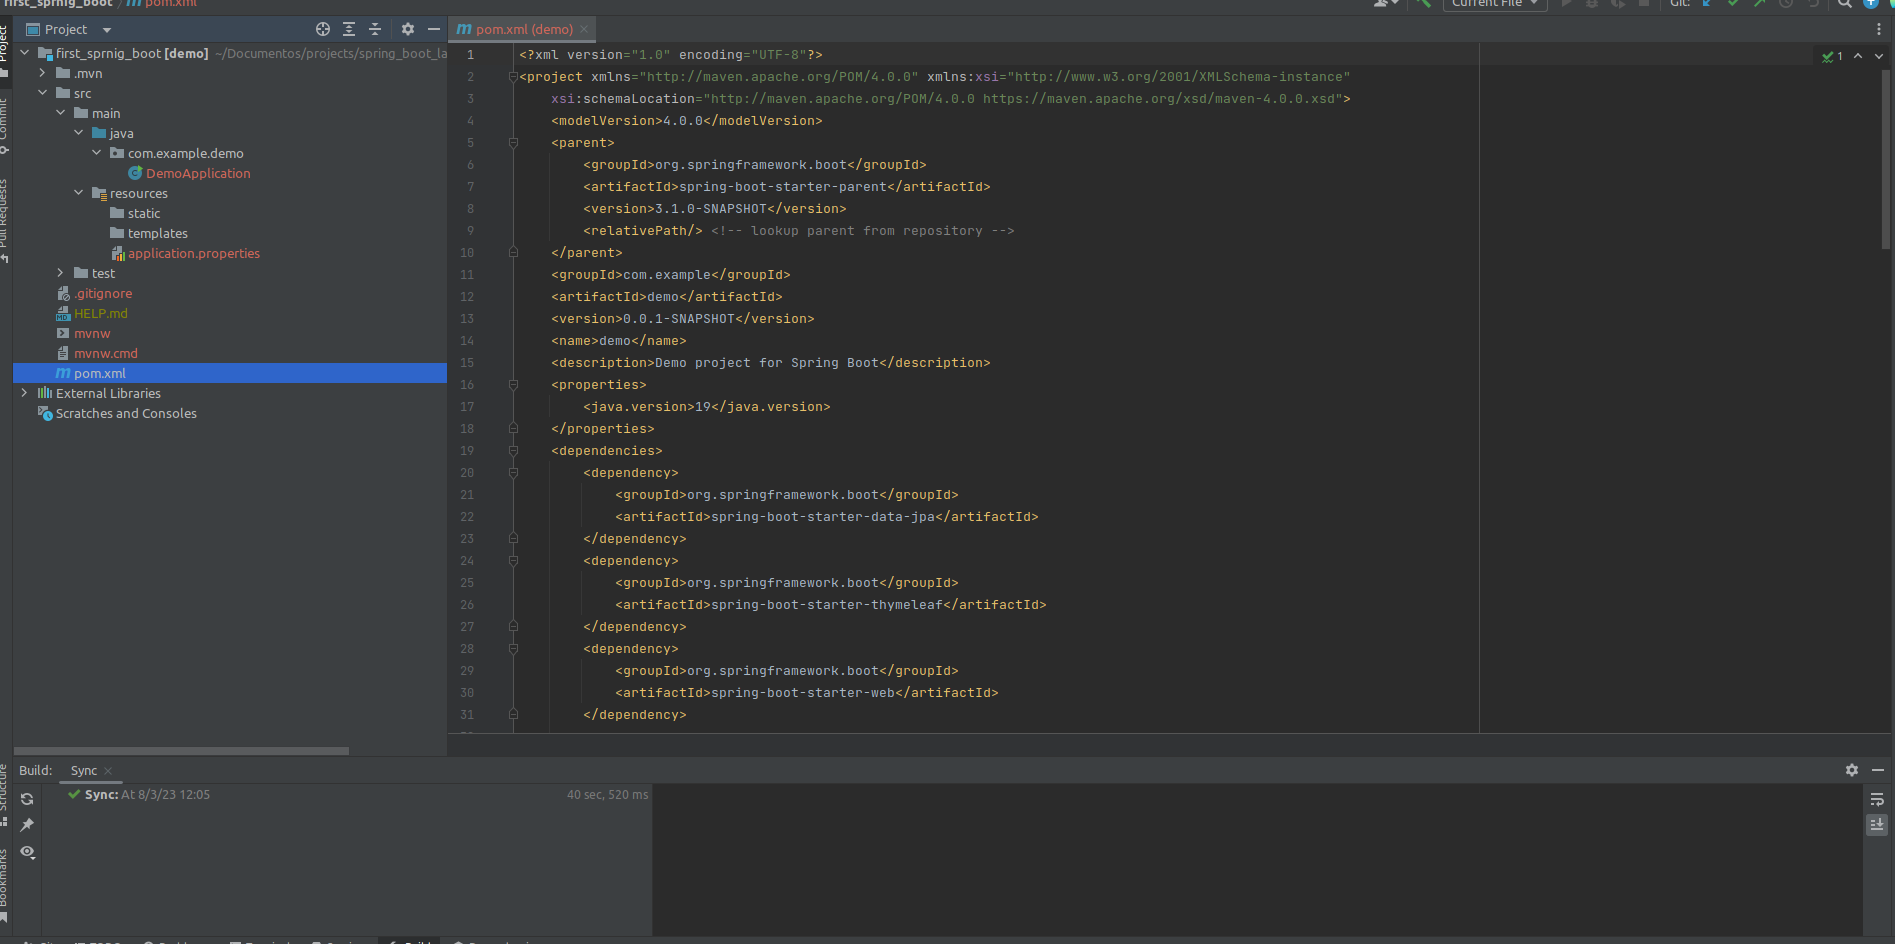 first_sprnig_boot pom.xml
Current File Git:
Project
pom.xml (demo)
Project
Commit
Pull Requests
Structure
Bookmarks
first_sprnig_boot [demo] ~/Documentos/projects/spring_boot_la
.mvn
src
main
java
com.example.demo
DemoApplication
resources
static
templates
application.properties
test
.gitignore
HELP.md
mvnw
mvnw.cmd
pom.xml
External Libraries
Scratches and Consoles
1 <?xml version="1.0" encoding="UTF-8"?>
2 <project xmlns="http://maven.apache.org/POM/4.0.0" xmlns:xsi="http://www.w3.org/2001/XMLSchema-instance"
3 xsi:schemaLocation="http://maven.apache.org/POM/4.0.0 https://maven.apache.org/xsd/maven-4.0.0.xsd">
4 <modelVersion>4.0.0</modelVersion>
5 <parent>
6 <groupId>org.springframework.boot</groupId>
7 <artifactId>spring-boot-starter-parent</artifactId>
8 <version>3.1.0-SNAPSHOT</version>
9 <relativePath/> <!-- lookup parent from repository -->
10 </parent>
11 <groupId>com.example</groupId>
12 <artifactId>demo</artifactId>
13 <version>0.0.1-SNAPSHOT</version>
14 <name>demo</name>
15 <description>Demo project for Spring Boot</description>
16 <properties>
17 <java.version>19</java.version>
18 </properties>
19 <dependencies>
20 <dependency>
21 <groupId>org.springframework.boot</groupId>
22 <artifactId>spring-boot-starter-data-jpa</artifactId>
23 </dependency>
24 <dependency>
25 <groupId>org.springframework.boot</groupId>
26 <artifactId>spring-boot-starter-thymeleaf</artifactId>
27 </dependency>
28 <dependency>
29 <groupId>org.springframework.boot</groupId>
30 <artifactId>spring-boot-starter-web</artifactId>
31 </dependency>
1
Build: Sync
Sync: At 8/3/23 12:05 40 sec, 520 ms